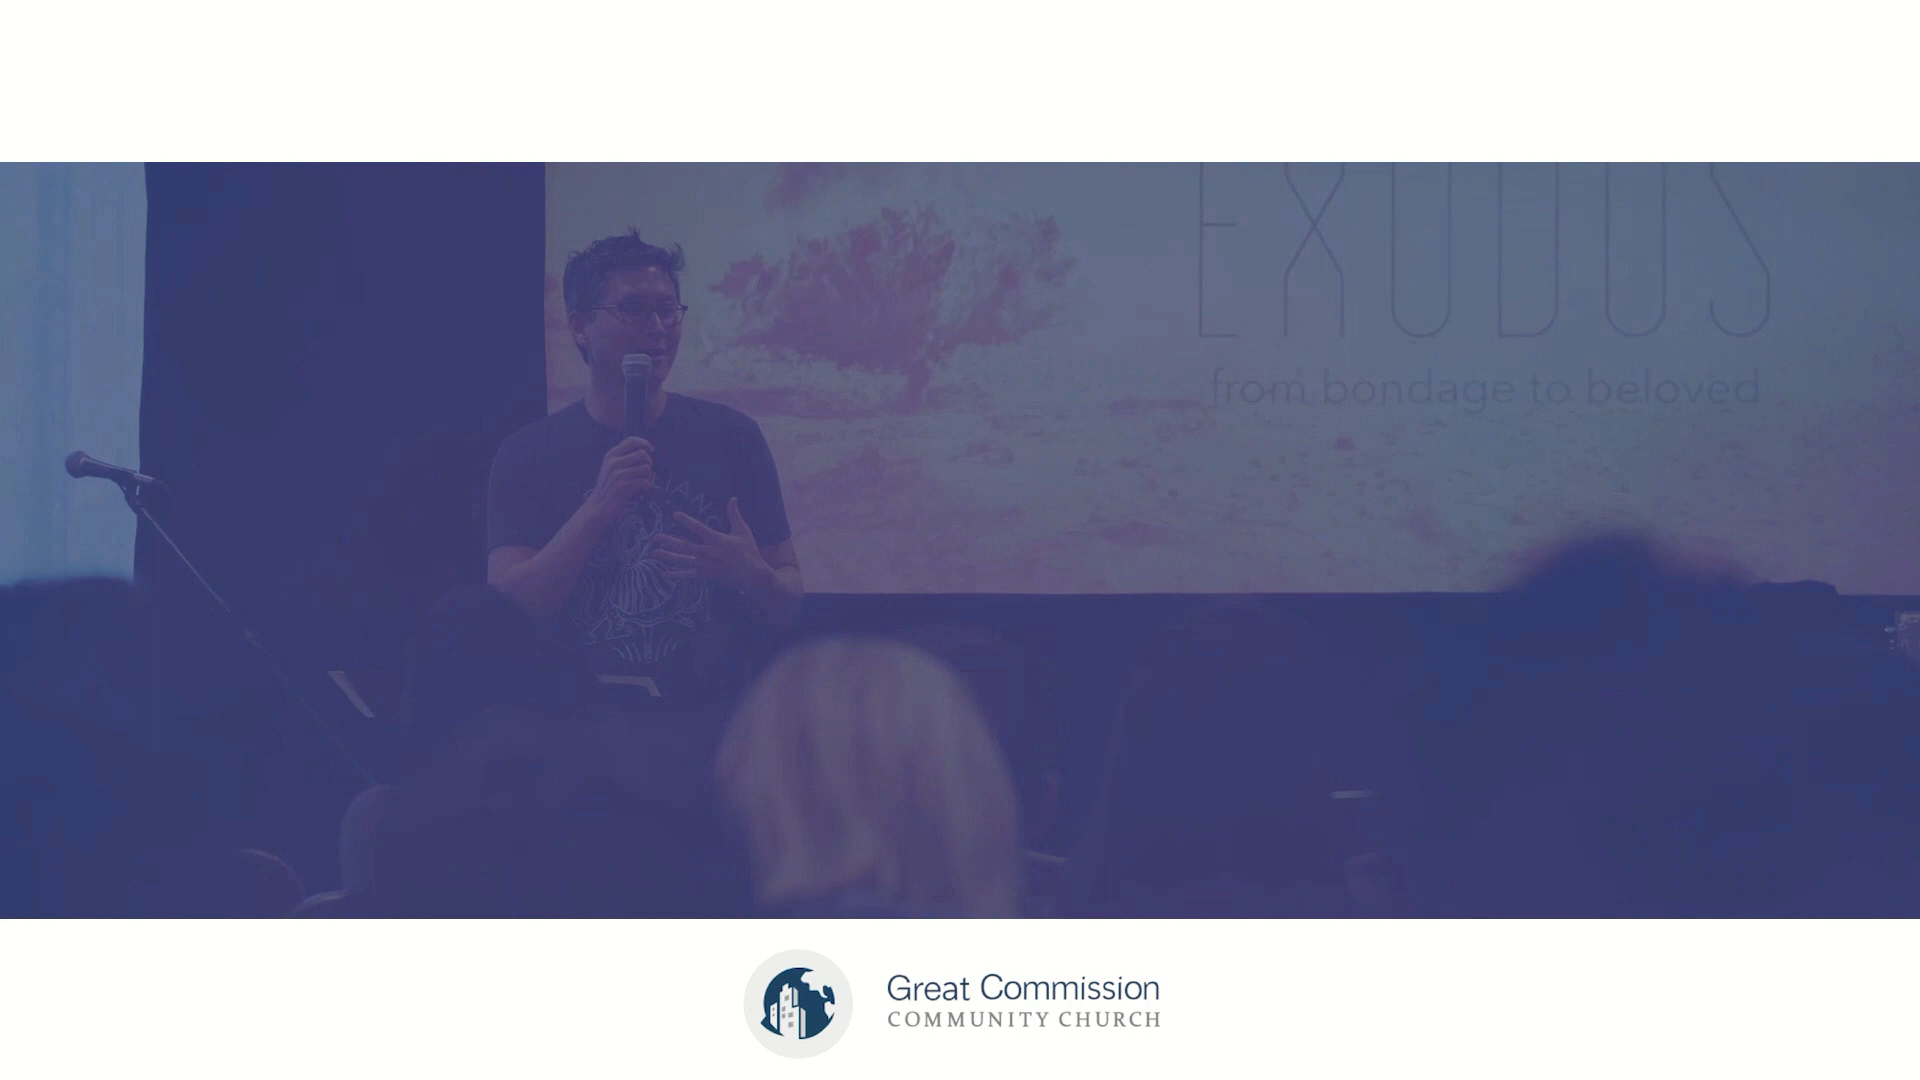 EXODUS
from bondage to beloved
Great Commission
COMMUNITY CHURCH